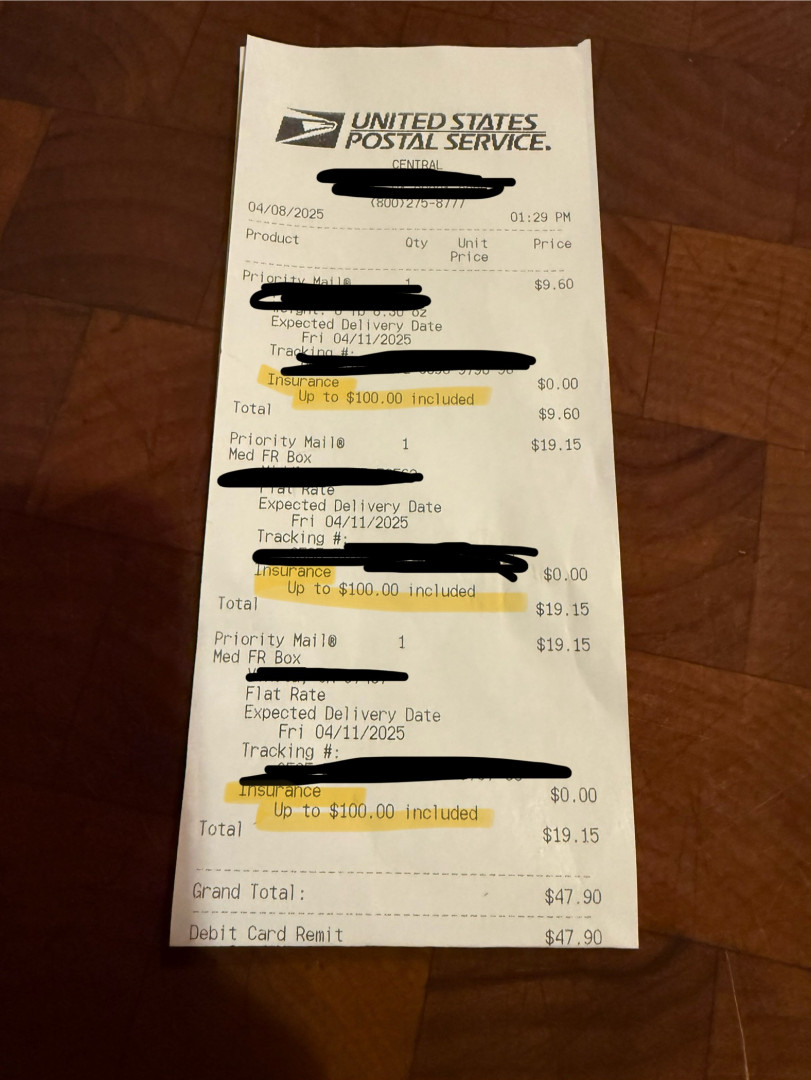 UNITED STATES
POSTAL SERVICE.
CENTRAL
(800)275-8777
04/08/2025 01:29 PM
Product Qty Unit Price
Price
Priority Mail® 1 $9.60
Expected Delivery Date
Fri 04/11/2025
Tracking #:
Insurance $0.00
Up to $100.00 included
Total $9.60
Priority Mail® 1 $19.15
Med FR Box
Flat Rate
Expected Delivery Date
Fri 04/11/2025
Tracking #:
Insurance $0.00
Up to $100.00 included
Total $19.15
Priority Mail® 1 $19.15
Med FR Box
Flat Rate
Expected Delivery Date
Fri 04/11/2025
Tracking #:
Insurance $0.00
Up to $100.00 included
Total $19.15
Grand Total: $47.90
Debit Card Remit $47.90